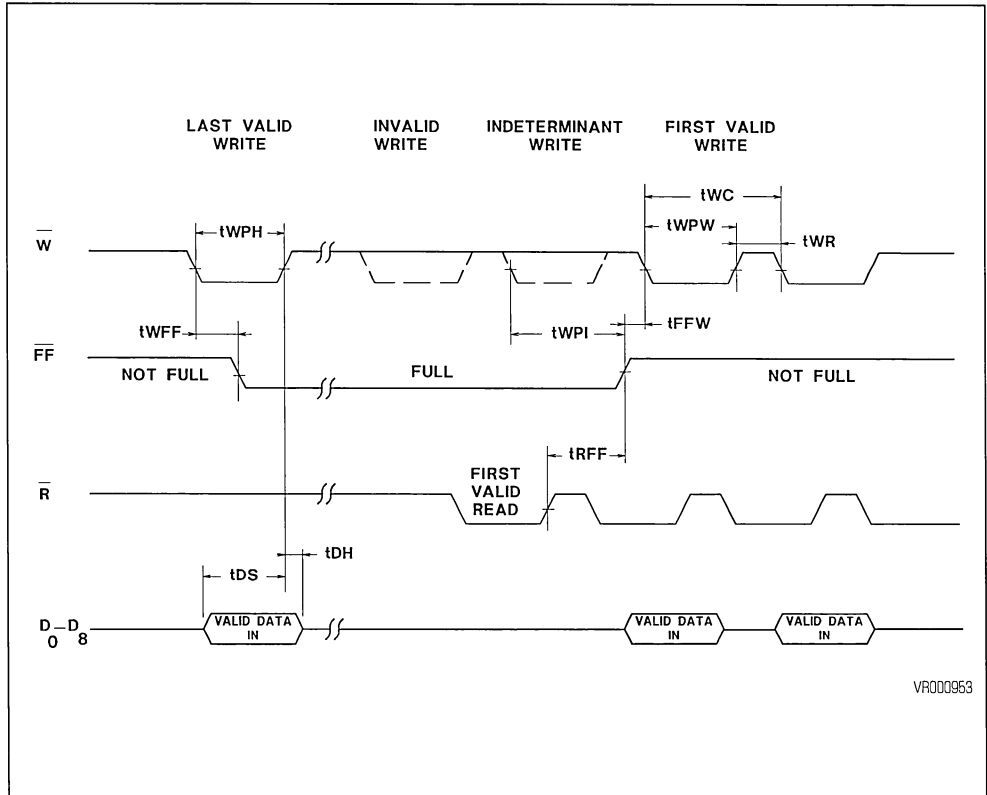 LAST VALID WRITE
INVALID WRITE
INDETERMINANT WRITE
FIRST VALID WRITE
tWC
tWPH
tWPW
tWR
W
tWFF
tWPI
tFFW
FF
NOT FULL
FULL
NOT FULL
tRFF
FIRST VALID READ
R
tDH
tDS
D0–D8
VALID DATA IN
VALID DATA IN
VALID DATA IN
VR000953